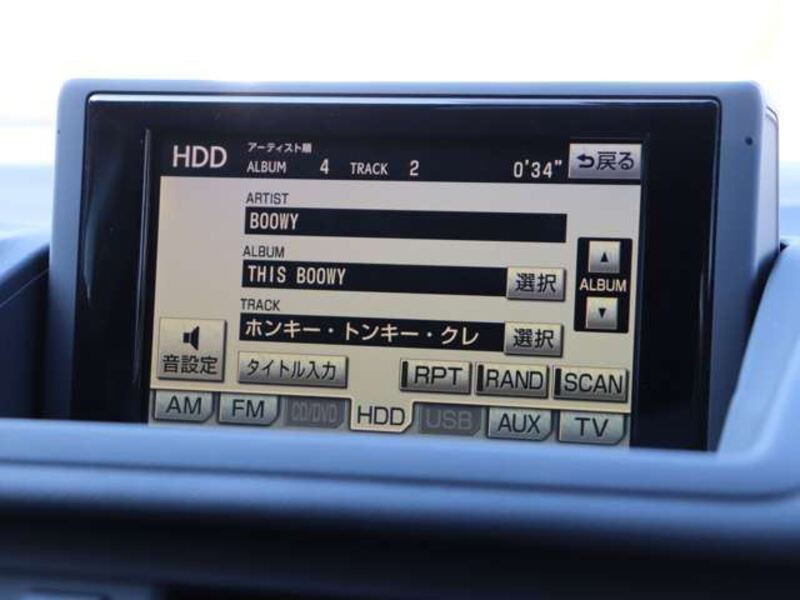 HDD アーティスト順
ALBUM 4 TRACK 2 0'34" 戻る
ARTIST
BOOWY
ALBUM
THIS BOOWY 選択
ALBUM
TRACK
ホンキー・トンキー・クレ 選択
音設定 タイトル入力 RPT RAND SCAN
AM FM CD/DVD HDD USB AUX TV